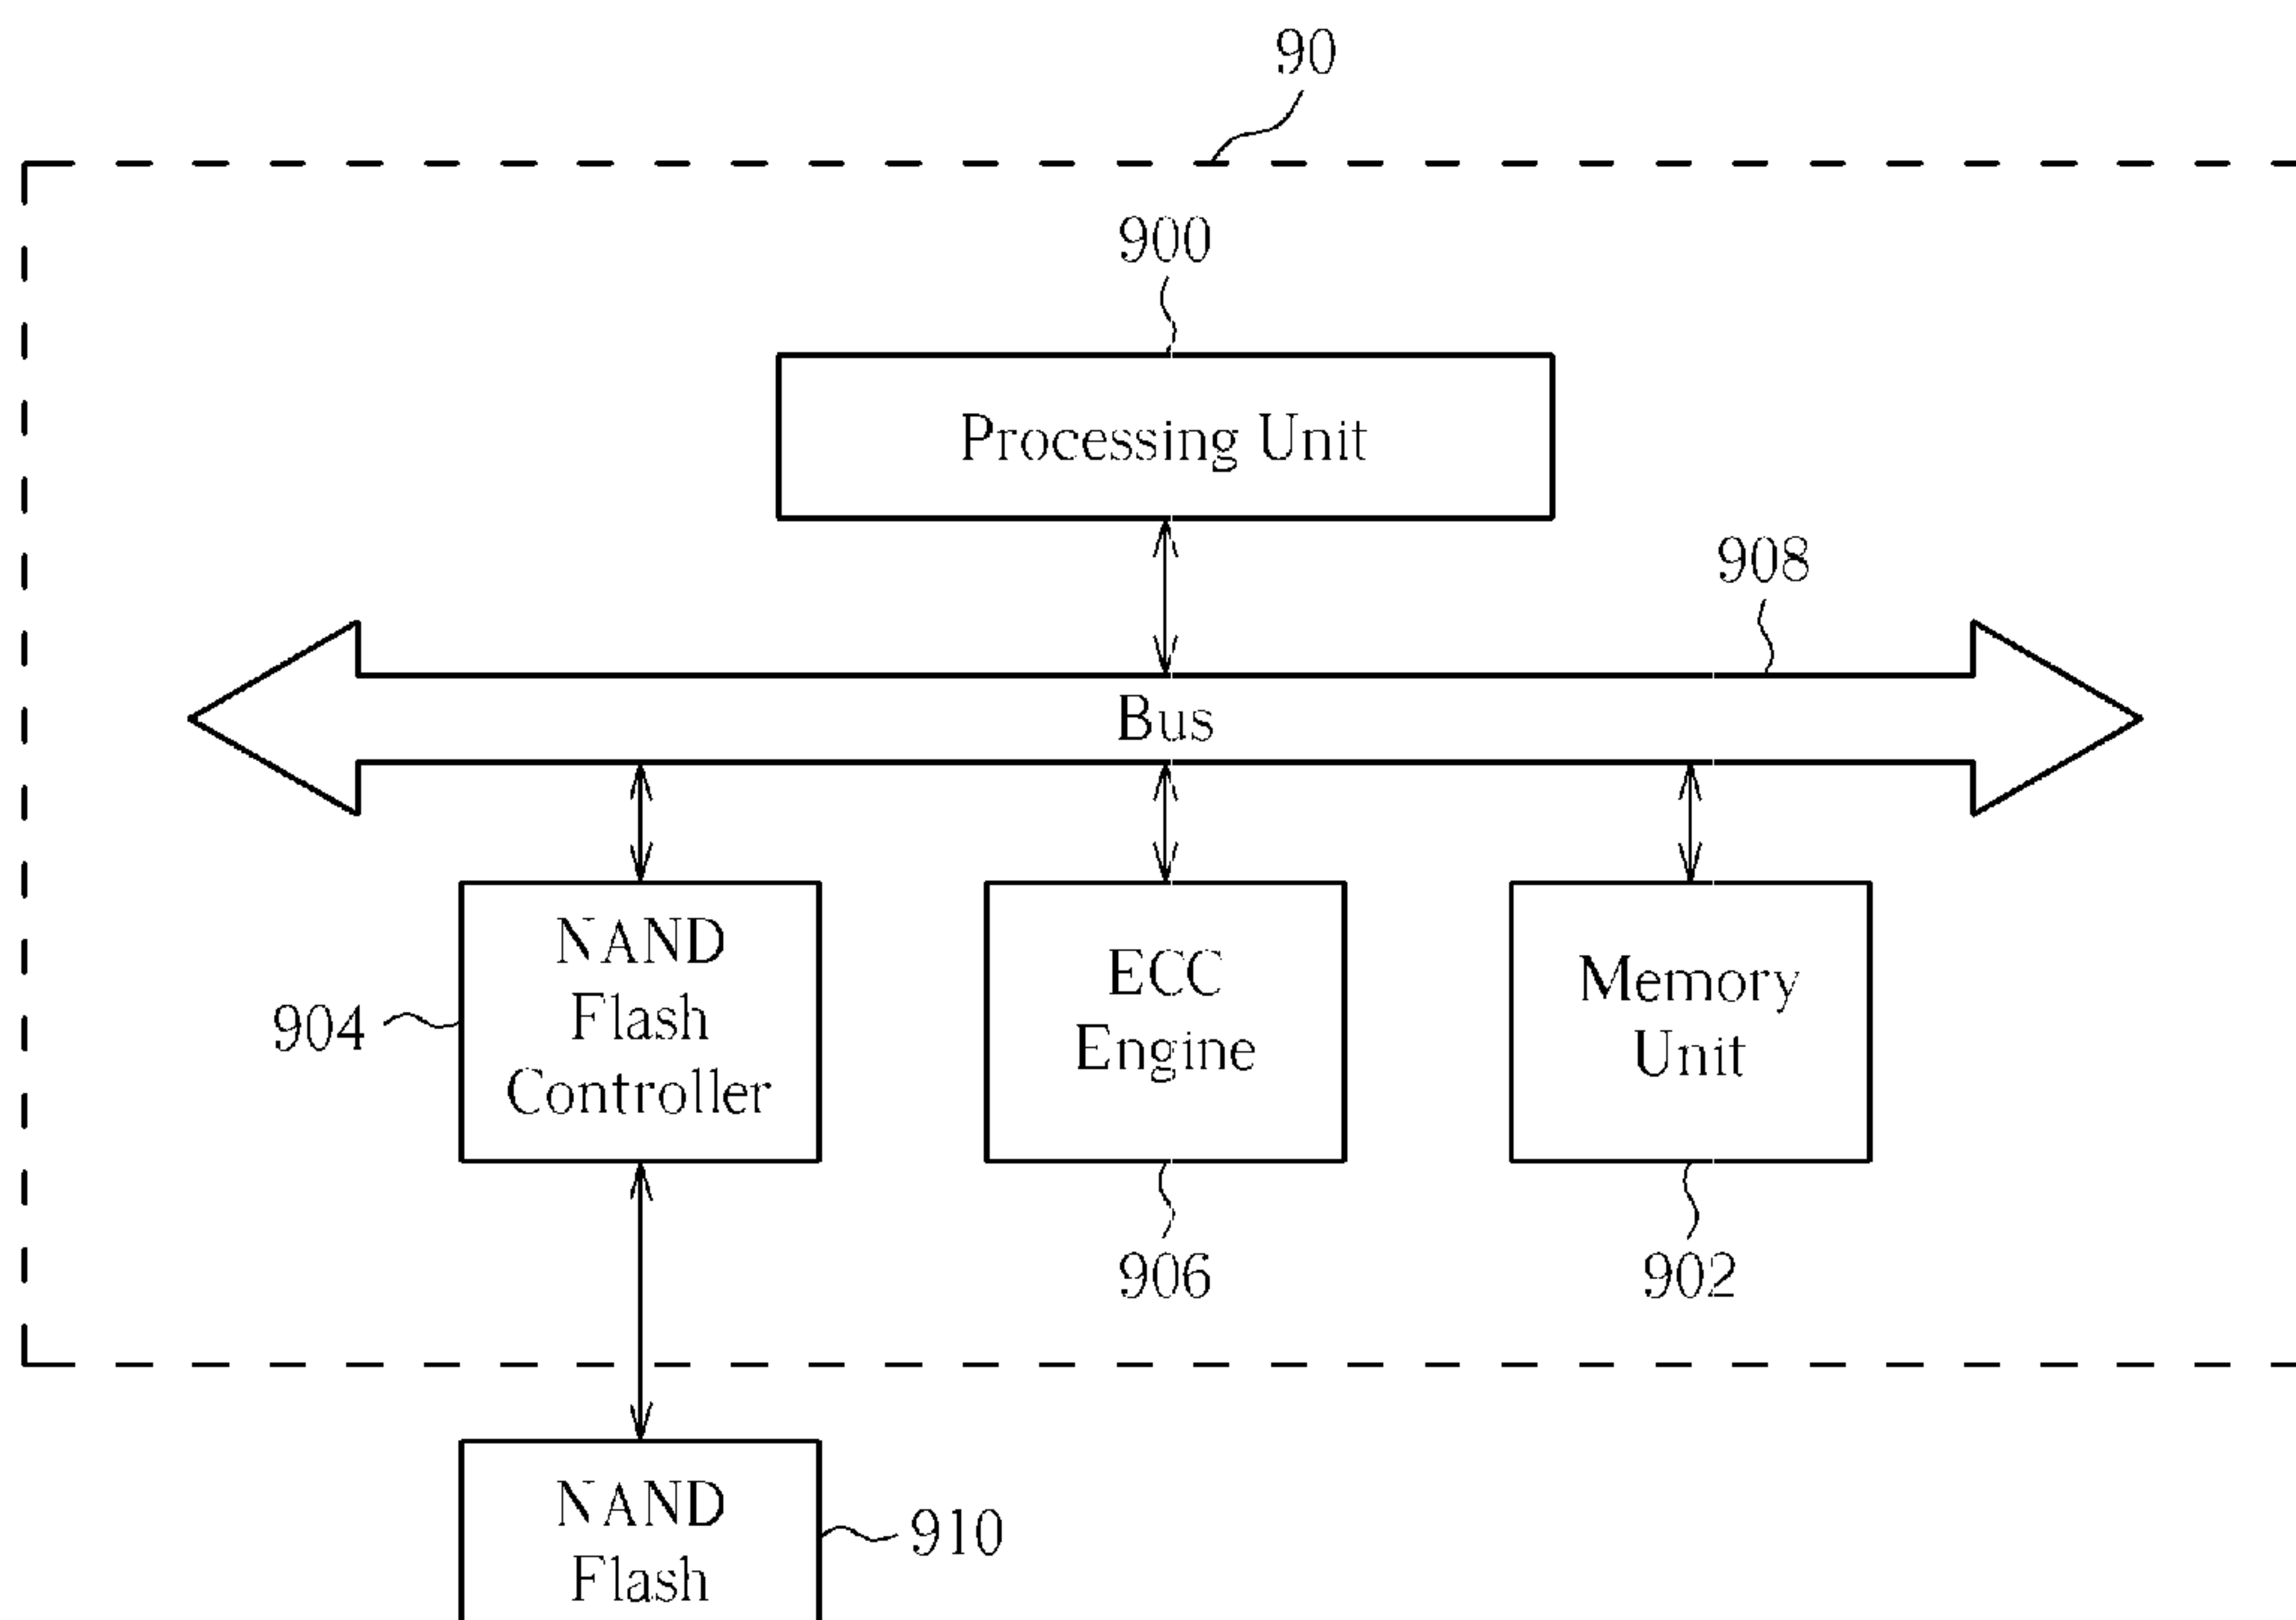 90
900
Processing Unit
908
Bus
NAND
Flash
Controller
904
ECC
Engine
Memory
Unit
906
902
NAND
Flash
910